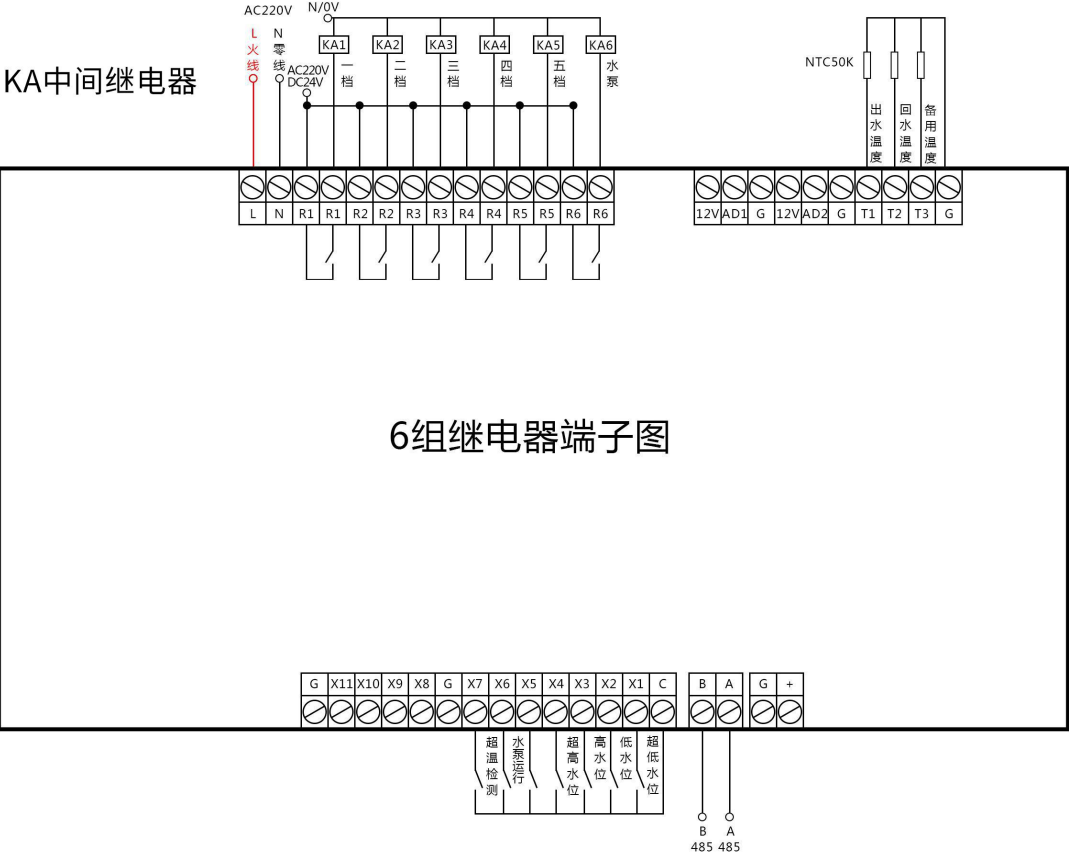 AC220V
N/0V
L火线
N零线
AC220V
DC24V
KA1
KA2
KA3
KA4
KA5
KA6
一档
二档
三档
四档
五档
水泵
KA中间继电器
NTC50K
出水温度
回水温度
备用温度
L N R1 R1 R2 R2 R3 R3 R4 R4 R5 R5 R6 R6
12V AD1 G 12V AD2 G T1 T2 T3 G
6组继电器端子图
G X11 X10 X9 X8 G X7 X6 X5 X4 X3 X2 X1 C
B A
G +
超温检测
水泵运行
超高水位
高水位
低水位
超低水位
B
485
A
485